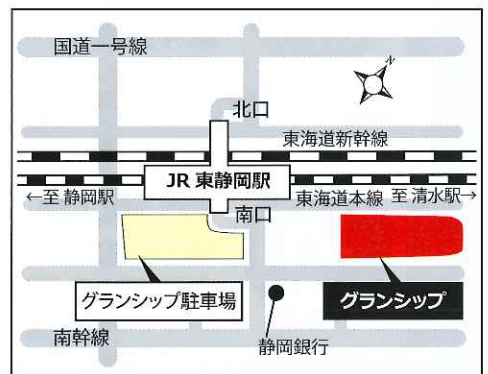 国道一号線
N
北口
東海道新幹線
JR 東静岡駅
←至 静岡駅
東海道本線
至 清水駅→
南口
グランシップ駐車場
グランシップ
南幹線
静岡銀行